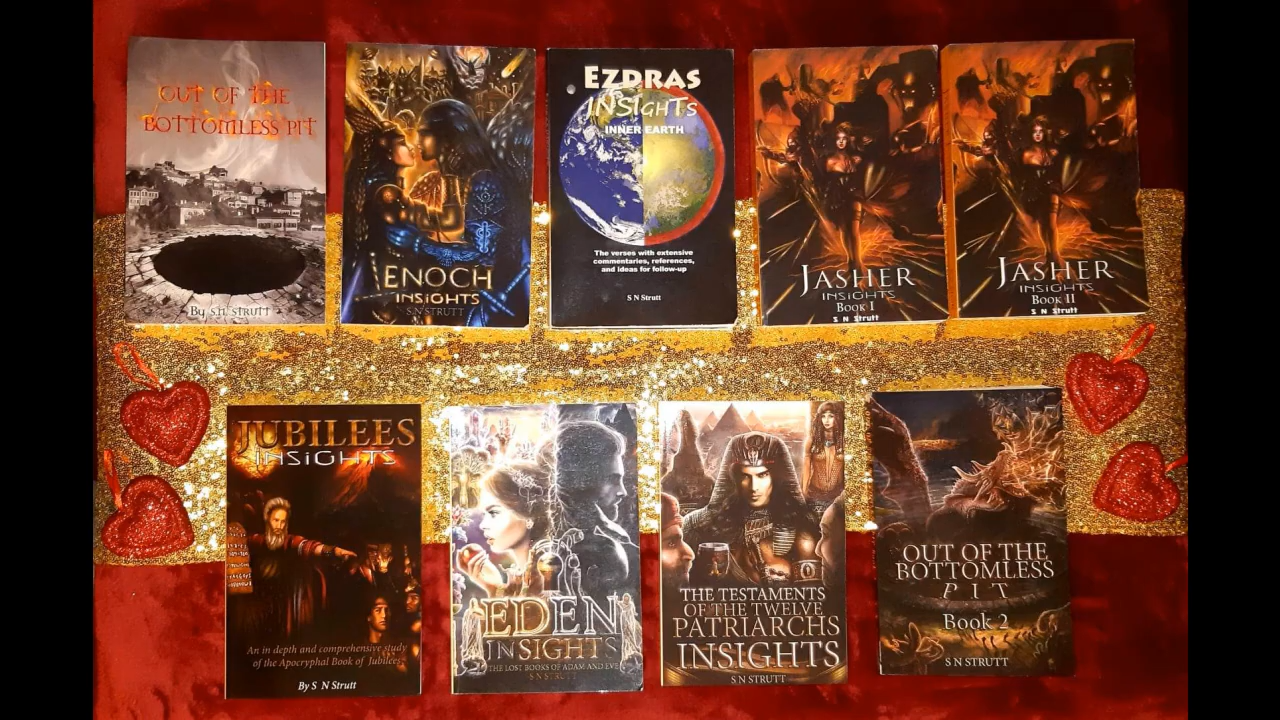 OUT OF THE
BOTTOMLESS PIT
By S.N. STRUTT
ENOCH
INSIGHTS
S.N. STRUTT
EZDRAS
INSIGHTS
INNER EARTH
The verses with extensive
commentaries, references,
and ideas for follow-up
S N Strutt
JASHER
INSIGHTS
Book I
S N Strutt
JASHER
INSIGHTS
Book II
S N Strutt
JUBILEES
INSIGHTS
An in depth and comprehensive study
of the Apocryphal Book of Jubilees
By S N Strutt
EDEN
INSIGHTS
THE LOST BOOKS OF ADAM AND EVE
S N STRUTT
THE TESTAMENTS
OF THE TWELVE
PATRIARCHS
INSIGHTS
S N STRUTT
OUT OF THE
BOTTOMLESS
PIT
Book 2
S N STRUTT